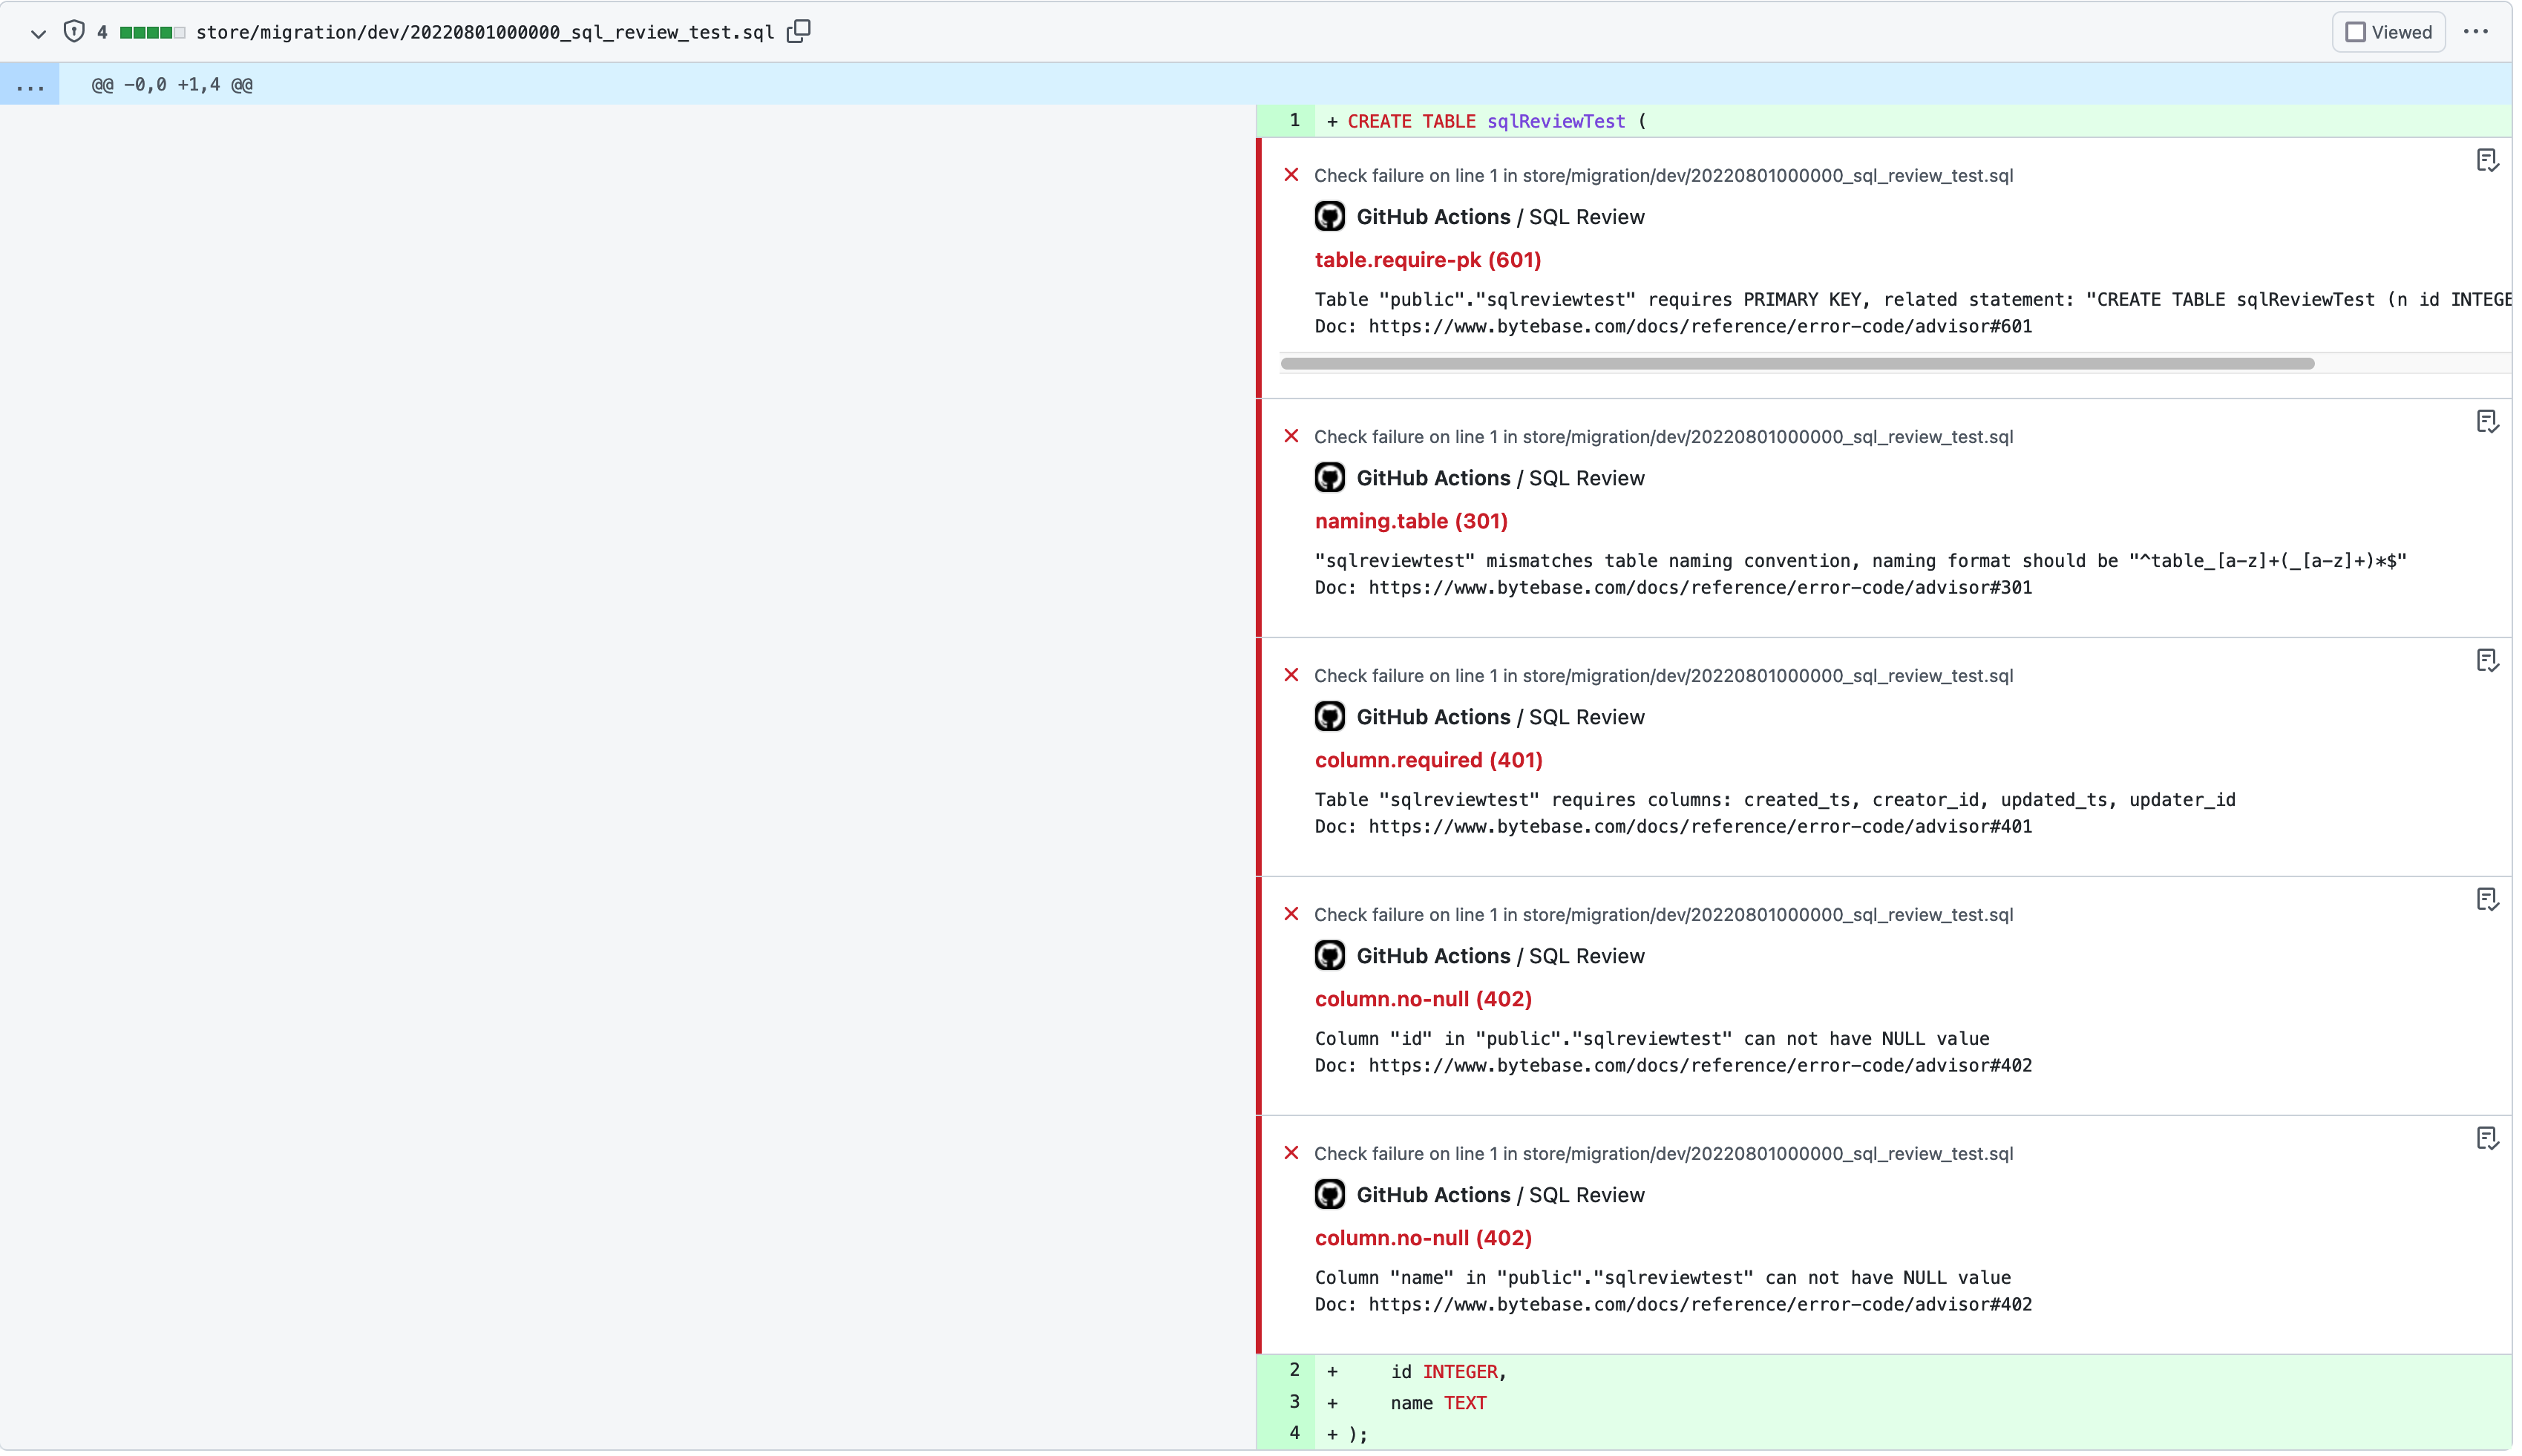 4 store/migration/dev/20220801000000_sql_review_test.sql Viewed
... @@ -0,0 +1,4 @@
1 + CREATE TABLE sqlReviewTest (
Check failure on line 1 in store/migration/dev/20220801000000_sql_review_test.sql
GitHub Actions / SQL Review
table.require-pk (601)
Table "public"."sqlreviewtest" requires PRIMARY KEY, related statement: "CREATE TABLE sqlReviewTest (n id INTEGE
Doc: https://www.bytebase.com/docs/reference/error-code/advisor#601
Check failure on line 1 in store/migration/dev/20220801000000_sql_review_test.sql
GitHub Actions / SQL Review
naming.table (301)
"sqlreviewtest" mismatches table naming convention, naming format should be "^table_[a-z]+(_[a-z]+)*$"
Doc: https://www.bytebase.com/docs/reference/error-code/advisor#301
Check failure on line 1 in store/migration/dev/20220801000000_sql_review_test.sql
GitHub Actions / SQL Review
column.required (401)
Table "sqlreviewtest" requires columns: created_ts, creator_id, updated_ts, updater_id
Doc: https://www.bytebase.com/docs/reference/error-code/advisor#401
Check failure on line 1 in store/migration/dev/20220801000000_sql_review_test.sql
GitHub Actions / SQL Review
column.no-null (402)
Column "id" in "public"."sqlreviewtest" can not have NULL value
Doc: https://www.bytebase.com/docs/reference/error-code/advisor#402
Check failure on line 1 in store/migration/dev/20220801000000_sql_review_test.sql
GitHub Actions / SQL Review
column.no-null (402)
Column "name" in "public"."sqlreviewtest" can not have NULL value
Doc: https://www.bytebase.com/docs/reference/error-code/advisor#402
2 + id INTEGER,
3 + name TEXT
4 + );